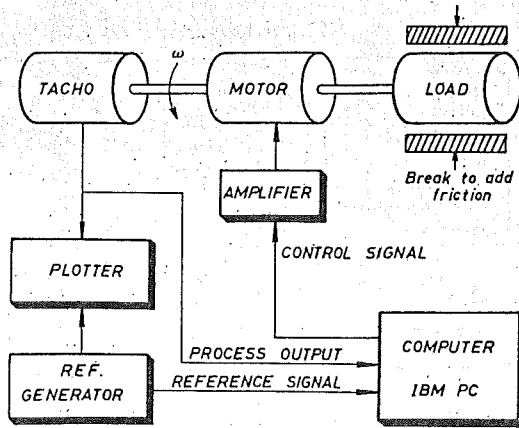 ω
TACHO
MOTOR
LOAD
AMPLIFIER
Break to add
friction
PLOTTER
CONTROL SIGNAL
PROCESS OUTPUT
REFERENCE SIGNAL
REF.
GENERATOR
COMPUTER
IBM PC